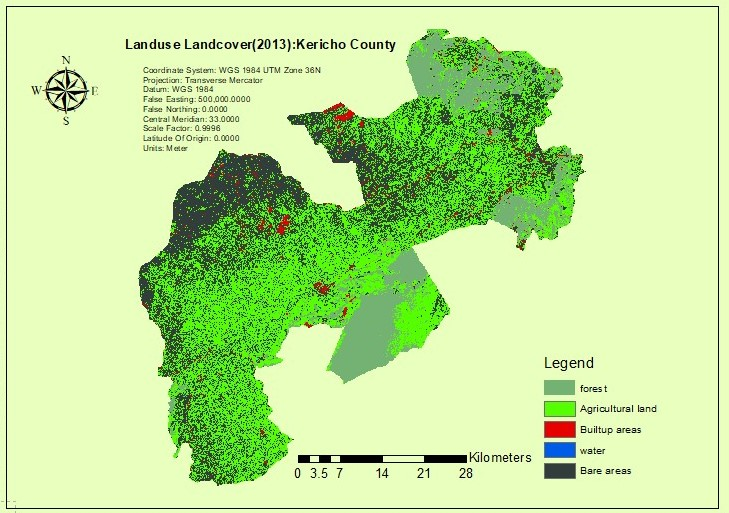 Landuse Landcover(2013):Kericho County
Coordinate System: WGS 1984 UTM Zone 36N
Projection: Transverse Mercator
Datum: WGS 1984
False Easting: 500,000.0000
False Northing: 0.0000
Central Meridian: 33.0000
Scale Factor: 0.9996
Latitude Of Origin: 0.0000
Units: Meter
N
W E
S
Legend
forest
Agricultural land
Builtup areas
water
Bare areas
Kilometers
0 3.5 7 14 21 28